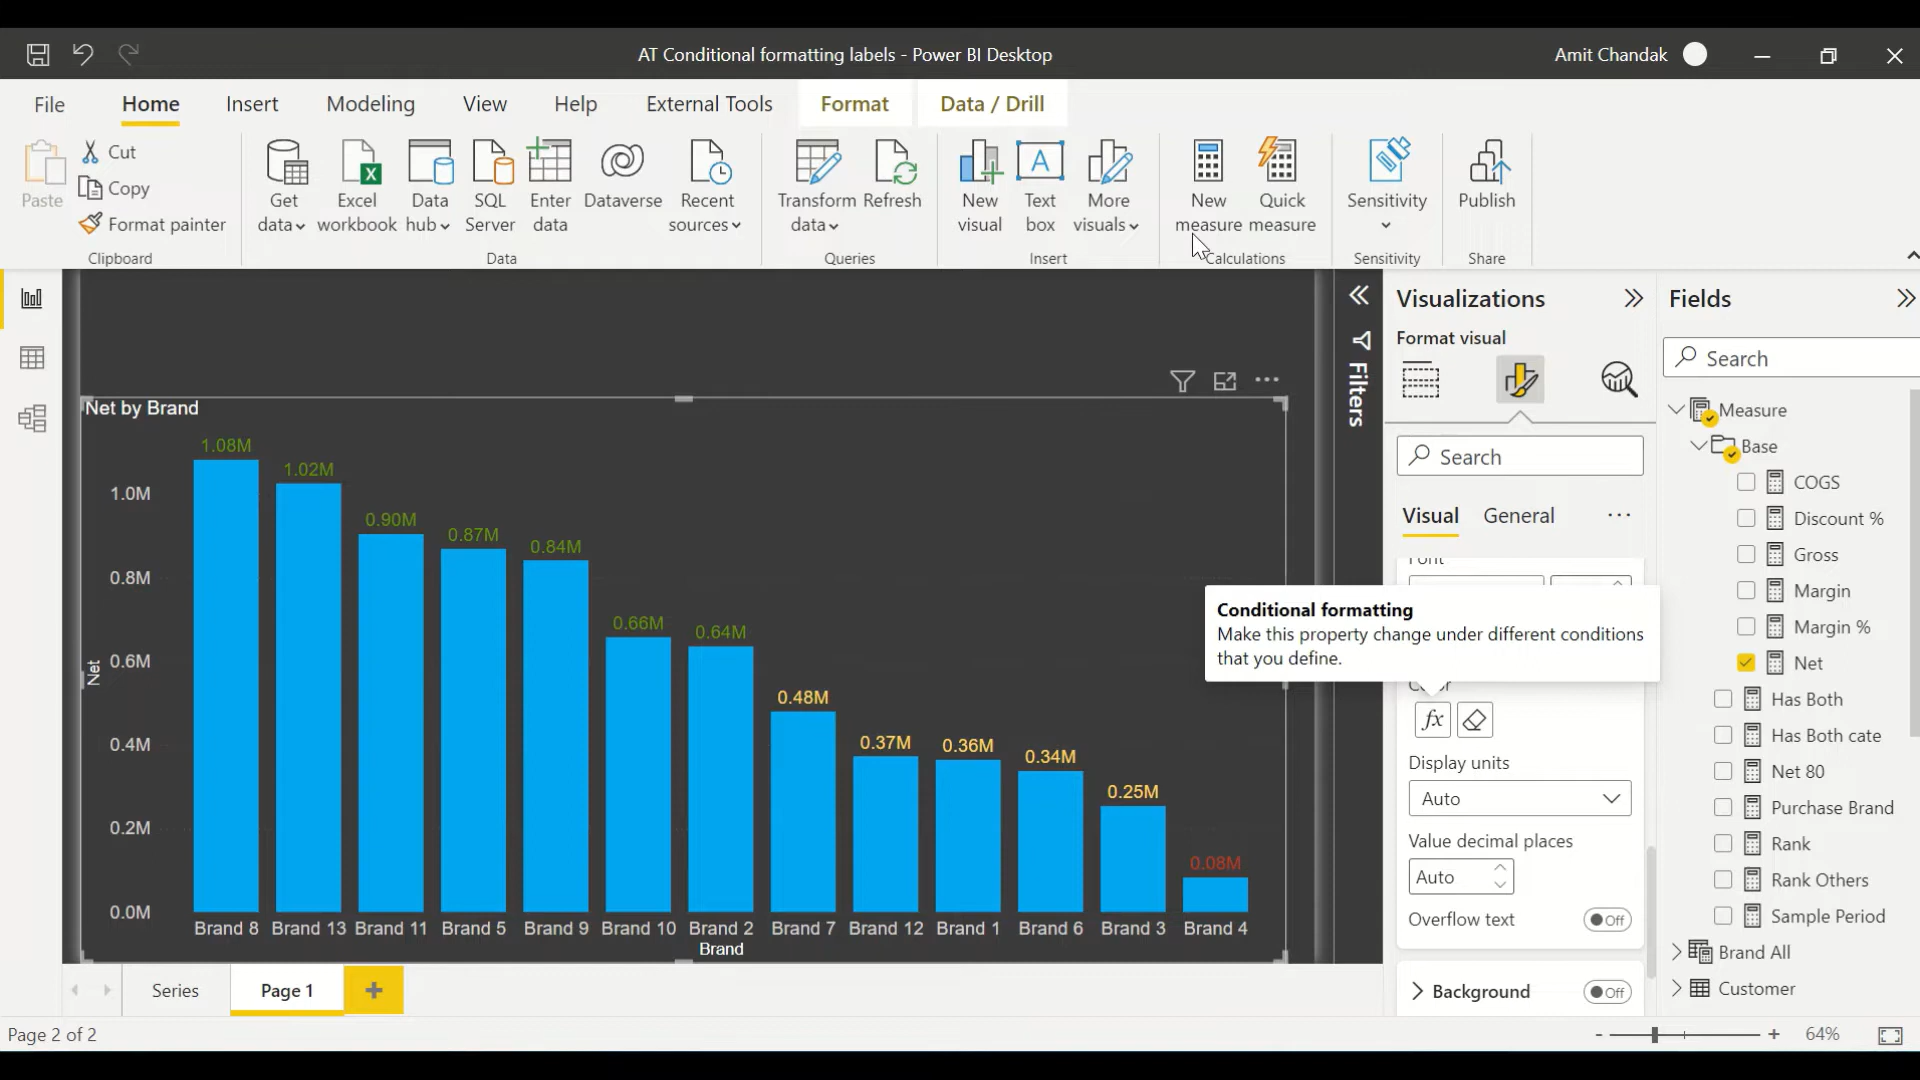 AT Conditional formatting labels - Power BI Desktop
Amit Chandak
File Home Insert Modeling View Help External Tools Format Data / Drill
Paste
Cut
Copy
Format painter
Clipboard
Get data
Excel workbook
Data hub
SQL Server
Enter data
Dataverse
Recent sources
Data
Transform data
Refresh
Queries
New visual
Text box
More visuals
Insert
New measure
Quick measure
Calculations
Sensitivity
Sensitivity
Publish
Share
Net by Brand
1.08M
1.02M
0.90M
0.87M
0.84M
0.66M
0.64M
0.48M
0.37M
0.36M
0.34M
0.25M
0.08M
1.0M
0.8M
0.6M
0.4M
0.2M
0.0M
Net
Brand 8 Brand 13 Brand 11 Brand 5 Brand 9 Brand 10 Brand 2 Brand 7 Brand 12 Brand 1 Brand 6 Brand 3 Brand 4
Brand
Filters
Visualizations
Format visual
Search
Visual General
Font
Conditional formatting
Make this property change under different conditions
that you define.
Color
fx
Display units
Auto
Value decimal places
Auto
Overflow text Off
Background Off
Fields
Search
Measure
Base
COGS
Discount %
Gross
Margin
Margin %
Net
Has Both
Has Both cate
Net 80
Purchase Brand
Rank
Rank Others
Sample Period
Brand All
Customer
Series Page 1
Page 2 of 2
- + 64%